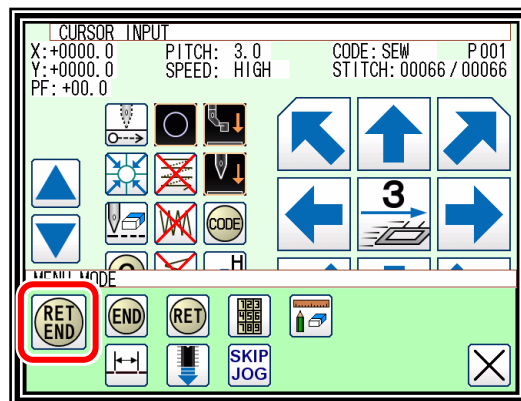 CURSOR INPUT
X:+0000.0 PITCH: 3.0 CODE:SEW P001
Y:+0000.0 SPEED: HIGH STITCH:00066/00066
PF:+00.0
3
CODE
H
MENU MODE
RET
END
END
RET
123
456
789
SKIP
JOG